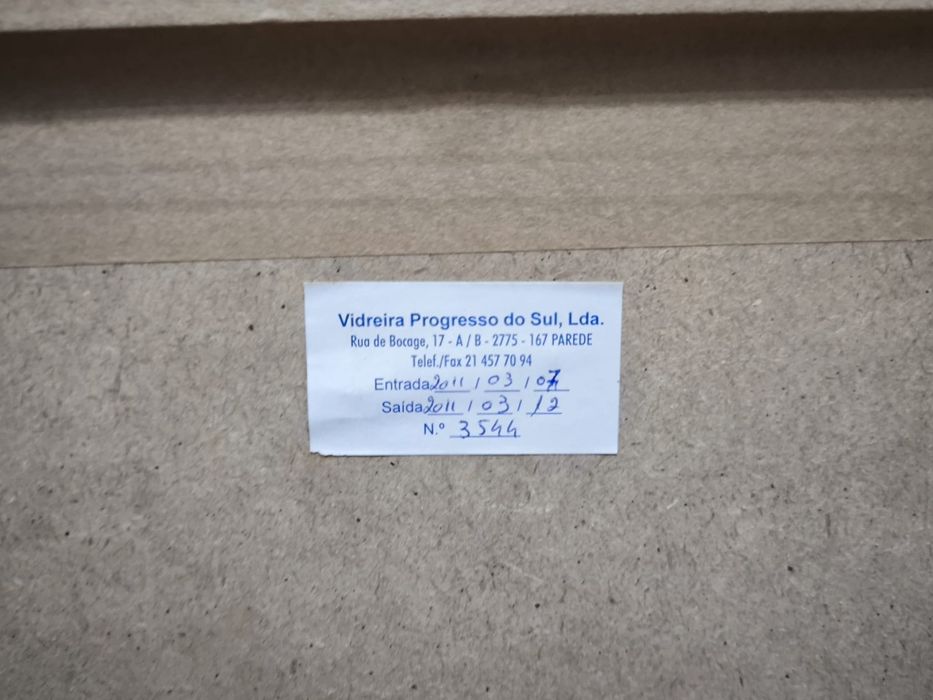 Vidreira Progresso do Sul, Lda.
Rua de Bocage, 17 - A / B - 2775 - 167 PAREDE
Telef./Fax 21 457 70 94
Entrada 2011 / 03 / 07
Saída 2011 / 03 / 12
N.º 3544